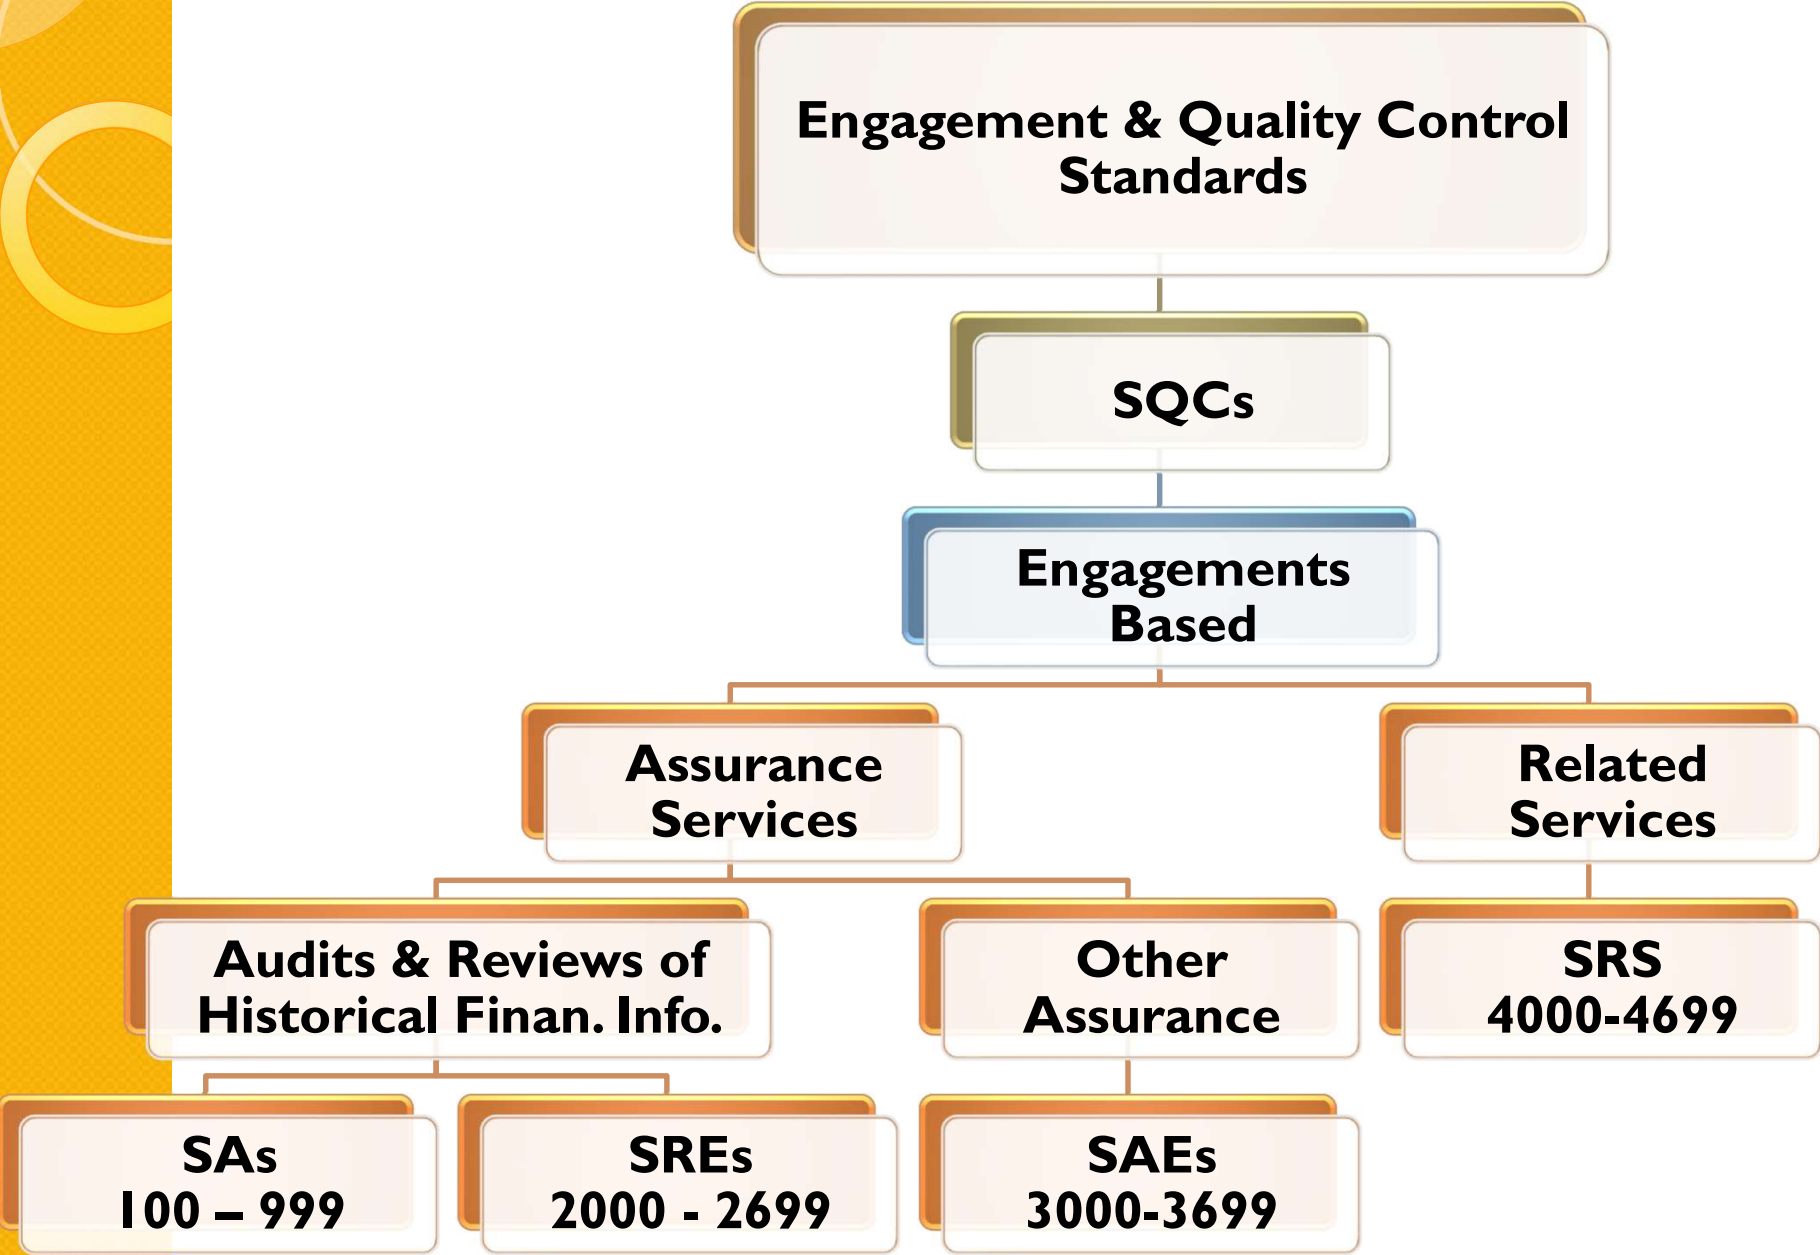 Engagement & Quality Control
Standards
SQCs
Engagements
Based
Assurance
Services
Related
Services
Audits & Reviews of
Historical Finan. Info.
Other
Assurance
SRS
4000-4699
SAs
100 – 999
SREs
2000 - 2699
SAEs
3000-3699